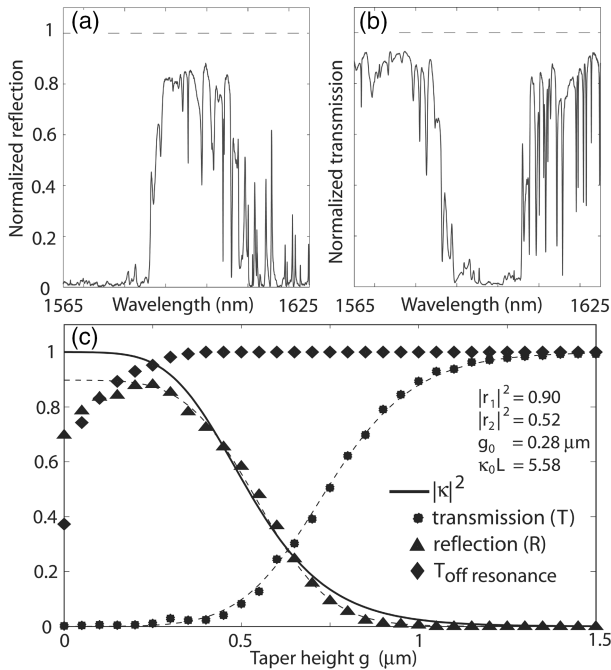 (a)
1
0.8
0.6
0.4
0.2
0
Normalized reflection
1565 Wavelength (nm) 1625
(b)
Normalized transmission
1565 Wavelength (nm) 1625
(c)
1
0.8
0.6
0.4
0.2
0
|r₁|² = 0.90
|r₂|² = 0.52
g₀ = 0.28 μm
κ₀L = 5.58
|κ|²
transmission (T)
reflection (R)
T off resonance
0 0.5 1 1.5
Taper height g (μm)